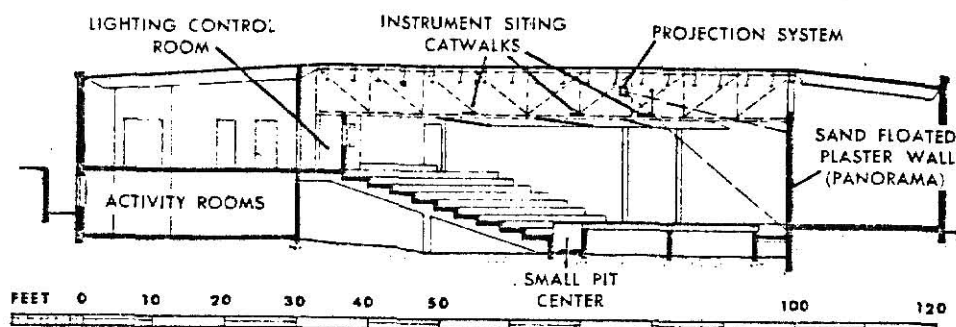 LIGHTING CONTROL
ROOM
INSTRUMENT SITING
CATWALKS
PROJECTION SYSTEM
SAND FLOATED
PLASTER WALL
(PANORAMA)
ACTIVITY ROOMS
SMALL PIT
CENTER
FEET 0 10 20 30 40 50 100 120